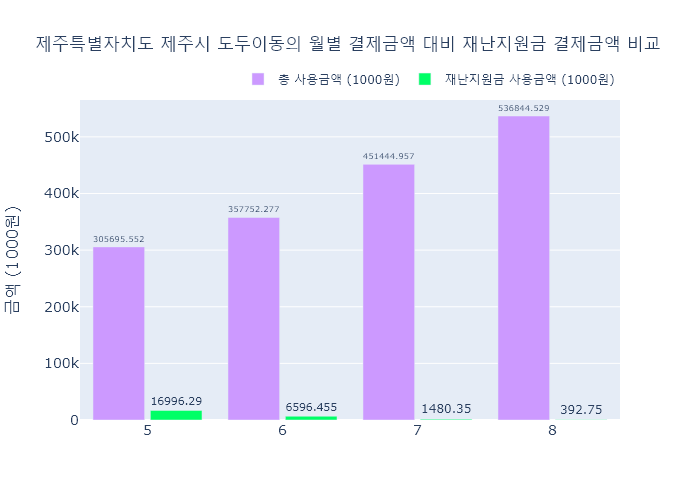 제주특별자치도 제주시 도두이동의 월별 결제금액 대비 재난지원금 결제금액 비교
총 사용금액 (1000원) 재난지원금 사용금액 (1000원)
금액 (1000원)
500k
400k
300k
200k
100k
0
305695.552
16996.29
357752.277
6596.455
451444.957
1480.35
536844.529
392.75
5 6 7 8